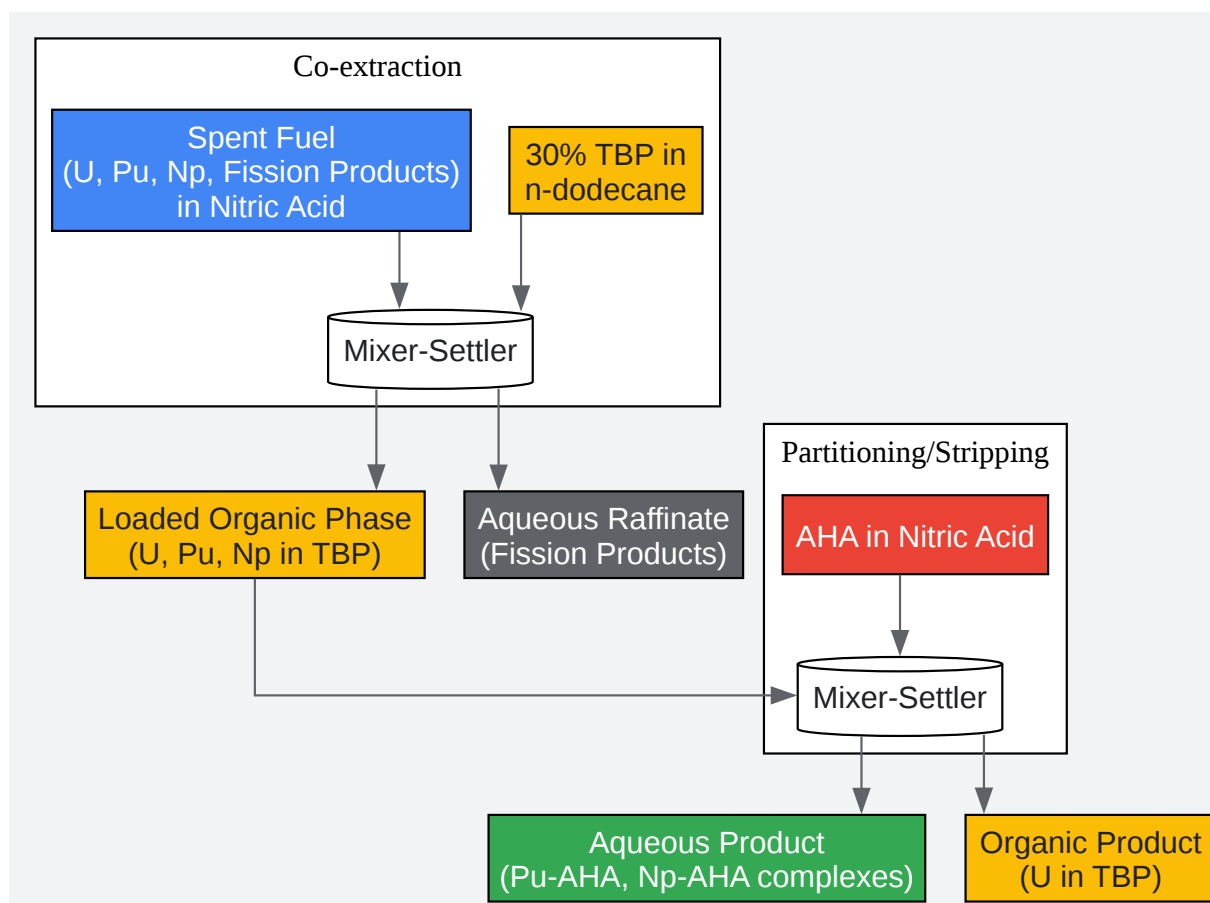 Co-extraction
Spent Fuel
(U, Pu, Np, Fission Products)
in Nitric Acid
30% TBP in
n-dodecane
Mixer-Settler
Loaded Organic Phase
(U, Pu, Np in TBP)
Aqueous Raffinate
(Fission Products)
Partitioning/Stripping
AHA in Nitric Acid
Mixer-Settler
Aqueous Product
(Pu-AHA, Np-AHA complexes)
Organic Product
(U in TBP)